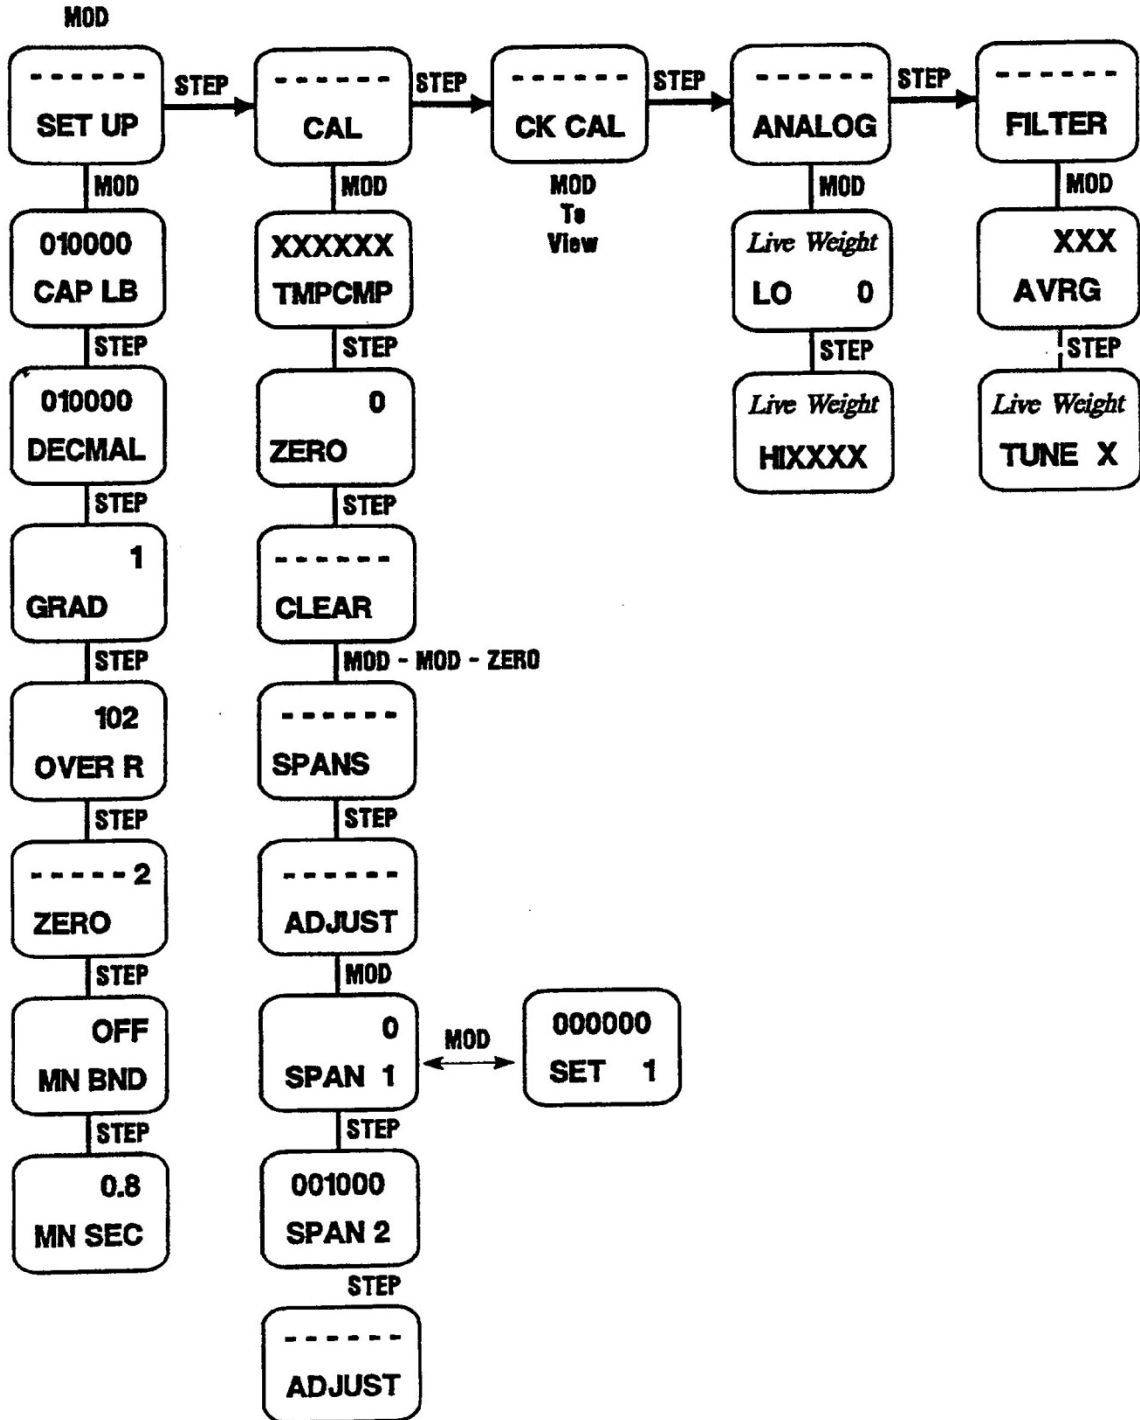 MOD
- - - - - -
SET UP
STEP
- - - - - -
CAL
STEP
- - - - - -
CK CAL
STEP
- - - - - -
ANALOG
STEP
- - - - - -
FILTER
MOD
010000
CAP LB
STEP
010000
DECMAL
STEP
1
GRAD
STEP
102
OVER R
STEP
- - - - - 2
ZERO
STEP
OFF
MN BND
STEP
0.8
MN SEC
MOD
XXXXXX
TMPCMP
STEP
0
ZERO
STEP
- - - - - -
CLEAR
MOD - MOD - ZERO
- - - - - -
SPANS
STEP
- - - - - -
ADJUST
MOD
0
SPAN 1
MOD
000000
SET 1
STEP
001000
SPAN 2
STEP
- - - - - -
ADJUST
MOD
To
View
MOD
Live Weight
LO 0
STEP
Live Weight
HIXXXX
MOD
XXX
AVRG
STEP
Live Weight
TUNE X